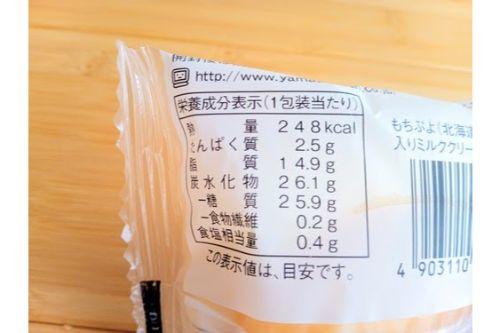 http://www.yama
栄養成分表示(1包装当たり)
熱量 248kcal
たんぱく質 2.5g
脂質 14.9g
炭水化物 26.1g
－糖質 25.9g
－食物繊維 0.2g
食塩相当量 0.4g
この表示値は、目安です。
もちぷよ(北海道
入りミルククリー
4 903110